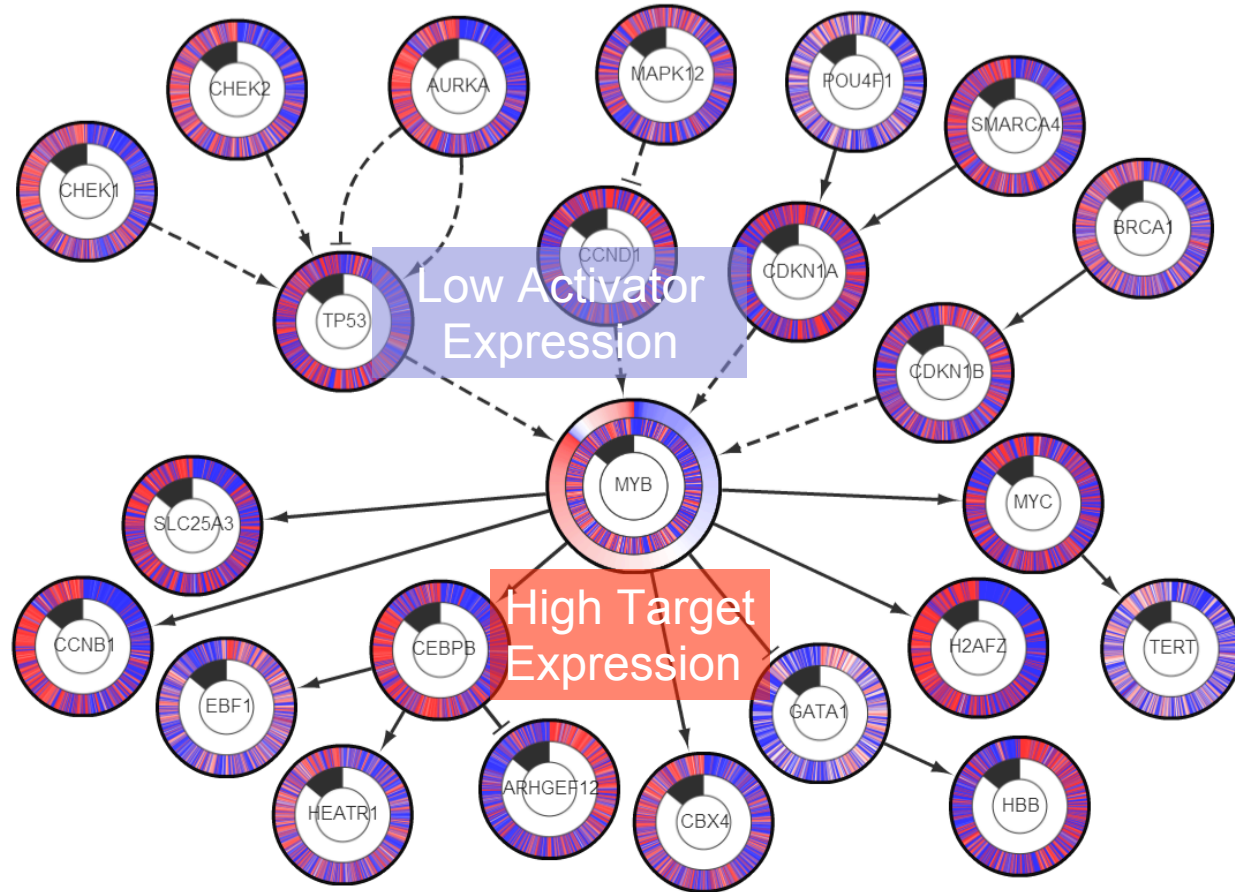 CHEK2
AURKA
MAPK12
POU4F1
SMARCA4
CHEK1
BRCA1
CCND1
CDKN1A
Low Activator
Expression
TP53
CDKN1B
MYB
SLC25A3
MYC
High Target
Expression
CCNB1
CEBPB
H2AFZ
TERT
EBF1
GATA1
HEATR1
ARHGEF12
CBX4
HBB